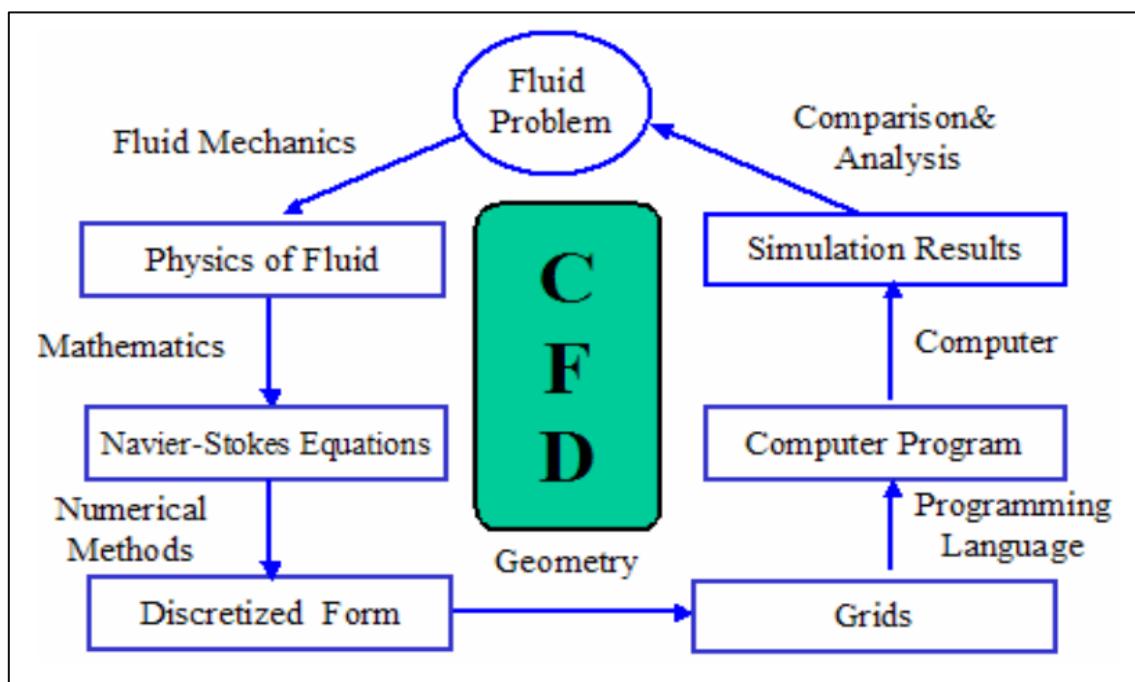 Fluid
Problem
Fluid Mechanics
Comparison&
Analysis
Physics of Fluid
Simulation Results
C
F
D
Mathematics
Computer
Navier-Stokes Equations
Computer Program
Numerical
Methods
Programming
Language
Geometry
Discretized Form
Grids